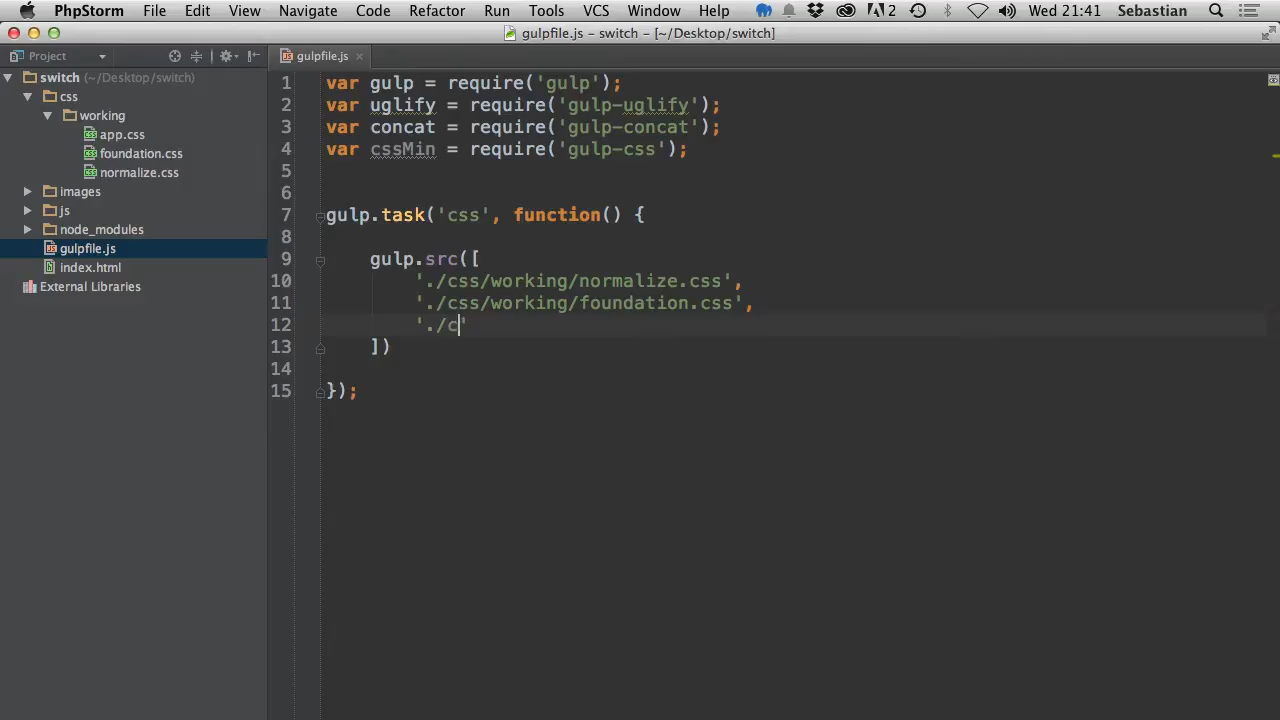 PhpStorm File Edit View Navigate Code Refactor Run Tools VCS Window Help 2 Wed 21:41 Sebastian
gulpfile.js – switch – [~/Desktop/switch]
Project
gulpfile.js
switch (~/Desktop/switch)
css
working
app.css
foundation.css
normalize.css
images
js
node_modules
gulpfile.js
index.html
External Libraries
1 var gulp = require('gulp');
2 var uglify = require('gulp-uglify');
3 var concat = require('gulp-concat');
4 var cssMin = require('gulp-css');
5
6
7 gulp.task('css', function() {
8
9 gulp.src([
10 './css/working/normalize.css',
11 './css/working/foundation.css',
12 './c'
13 ])
14
15 });